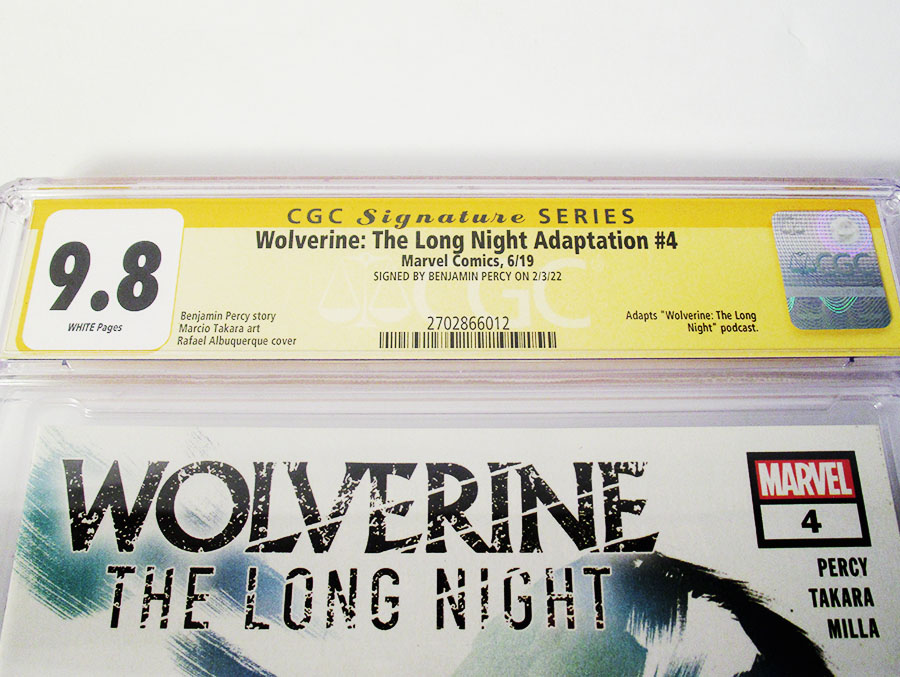 CGC Signature SERIES
Wolverine: The Long Night Adaptation #4
Marvel Comics, 6/19
SIGNED BY BENJAMIN PERCY ON 2/3/22
9.8
WHITE Pages
Benjamin Percy story
Marcio Takara art
Rafael Albuquerque cover
CGC
2702866012
Adapts "Wolverine: The Long
Night" podcast.
CGC
WOLVERINE
THE LONG NIGHT
MARVEL
4
PERCY
TAKARA
MILLA